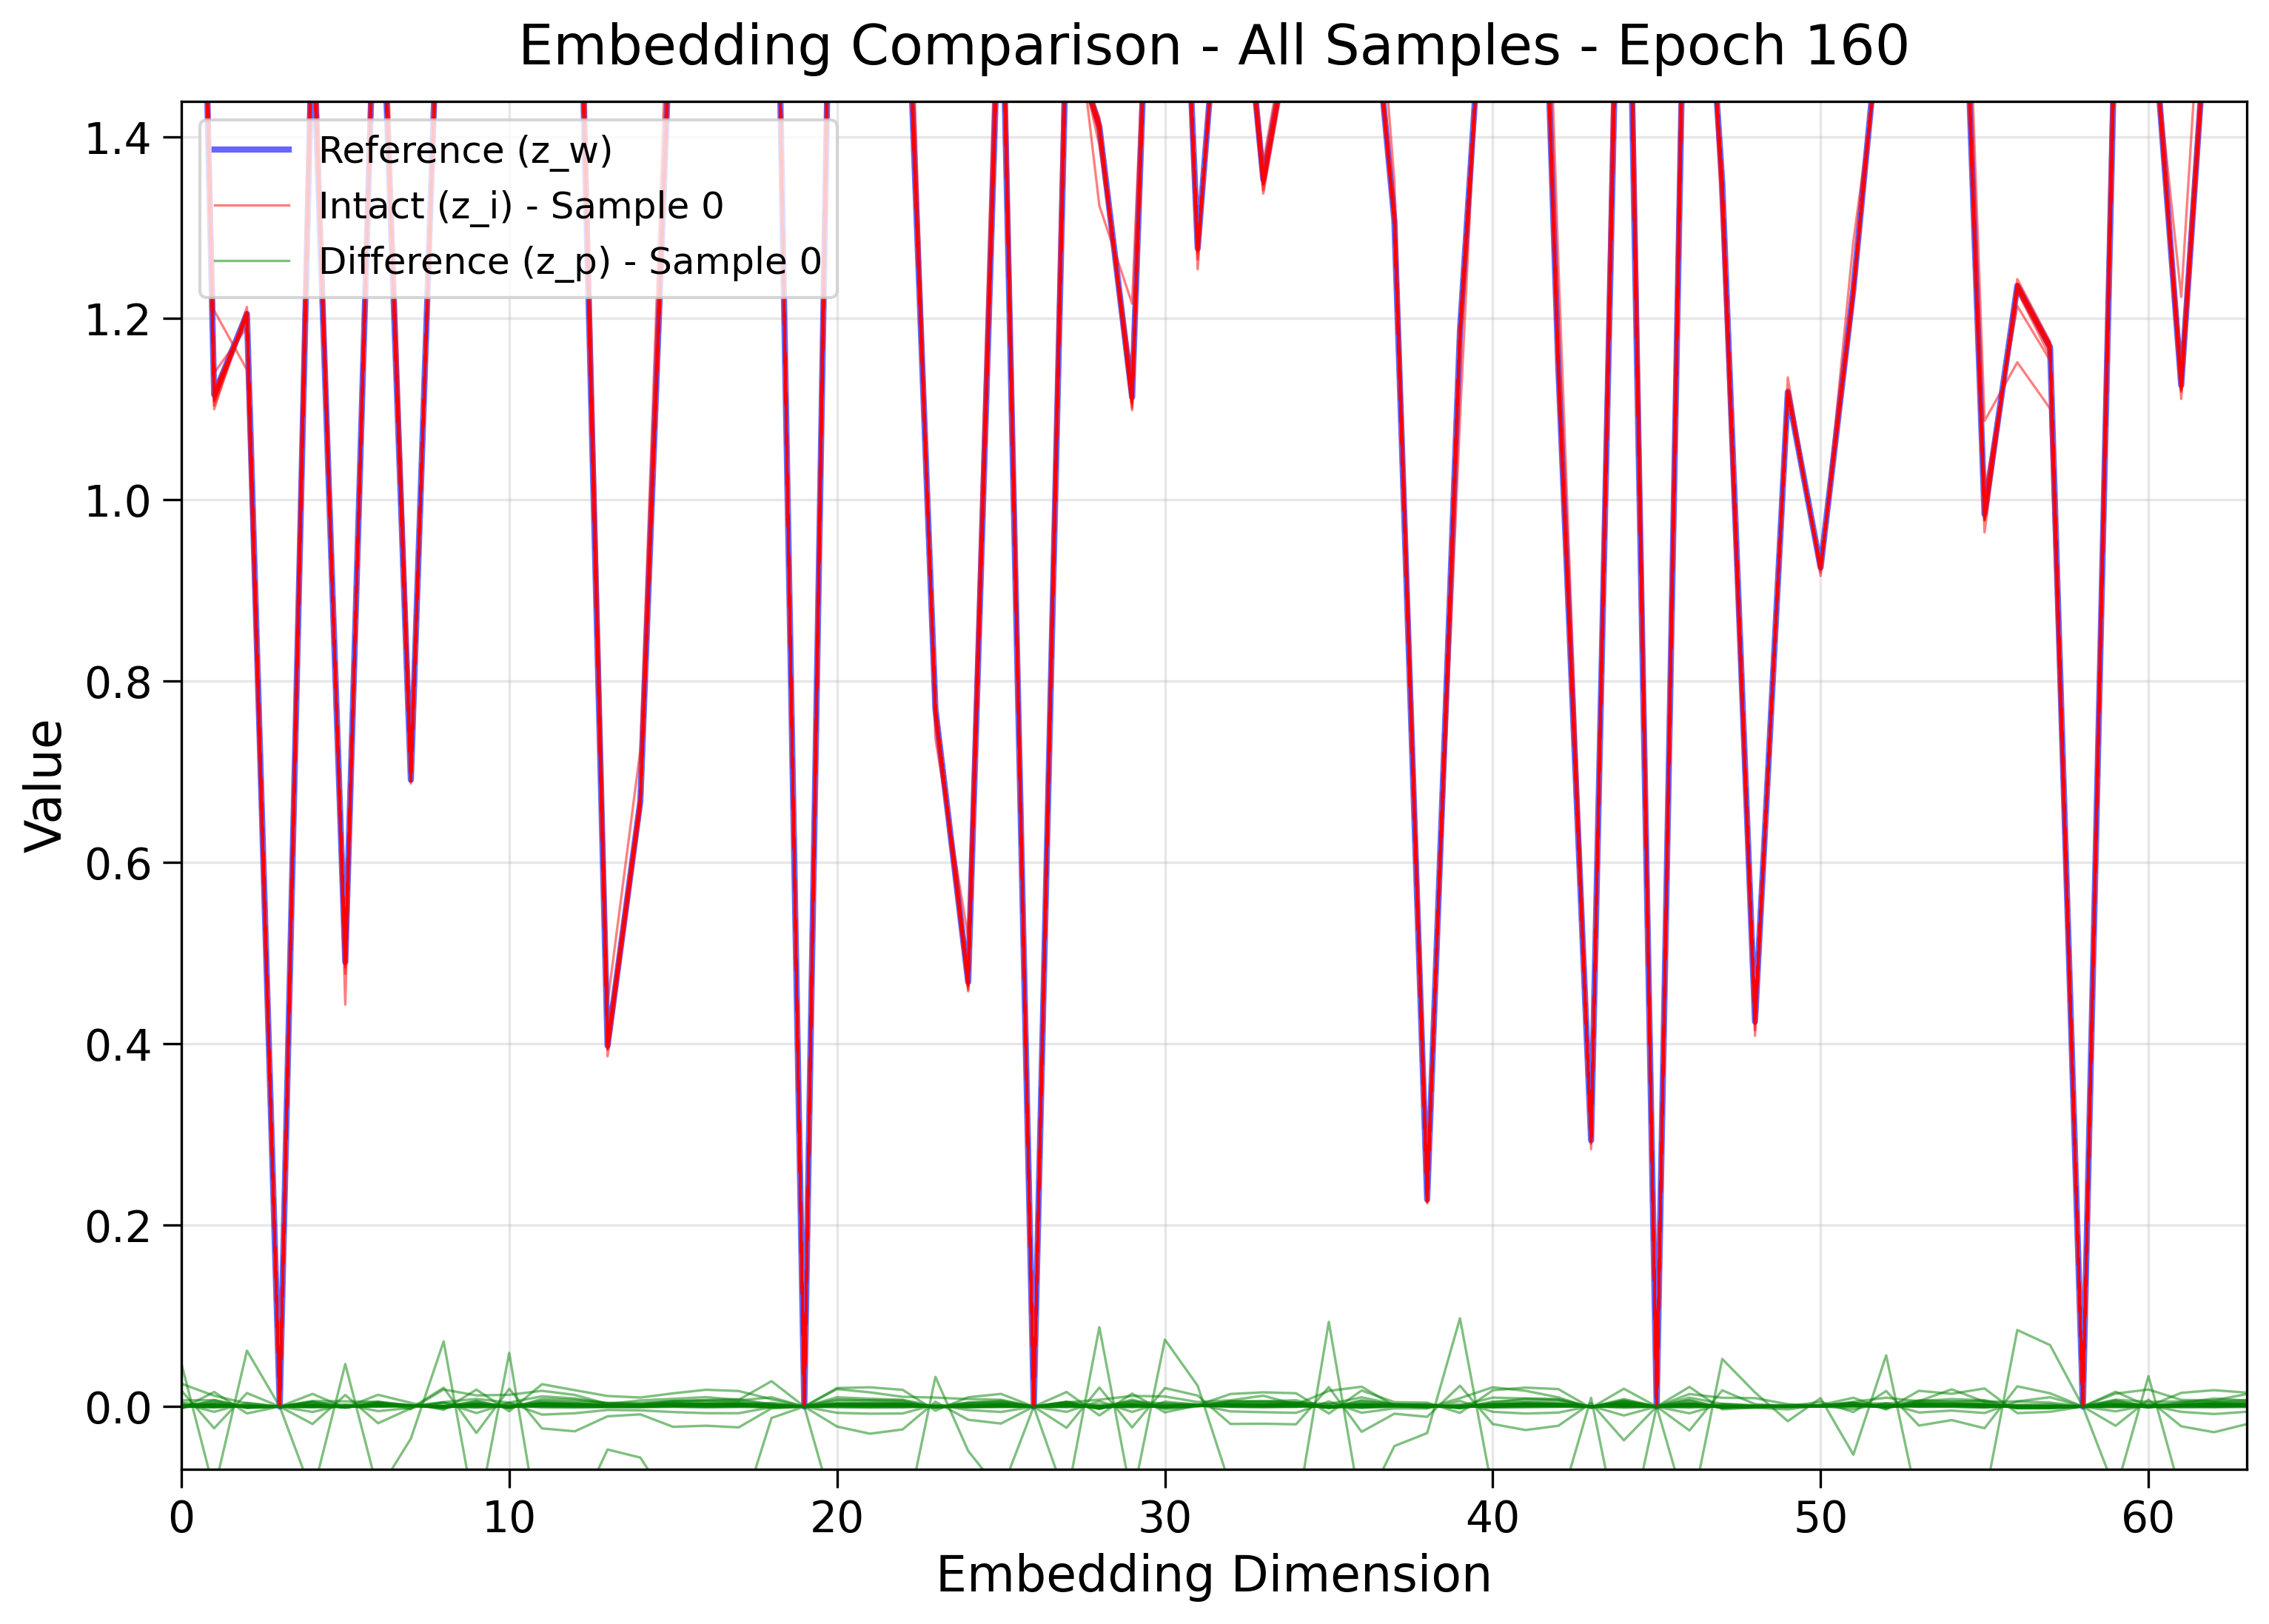 Embedding Comparison - All Samples - Epoch 160
1.4
1.2
1.0
0.8
0.6
0.4
0.2
0.0
Value
Reference (z_w)
Intact (z_i) - Sample 0
Difference (z_p) - Sample 0
0 10 20 30 40 50 60
Embedding Dimension